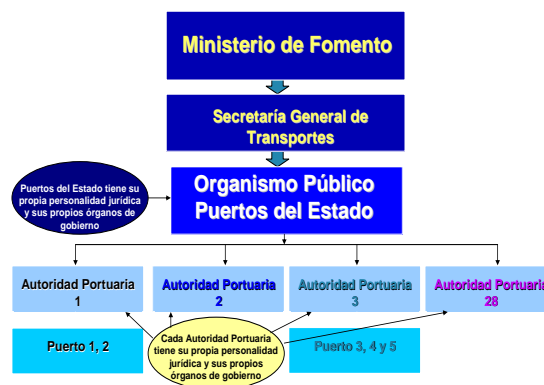 Ministerio de Fomento
Secretaría General de
Transportes
Puertos del Estado tiene su
propia personalidad jurídica
y sus propios órganos de
gobierno
Organismo Público
Puertos del Estado
Autoridad Portuaria
1
Autoridad Portuaria
2
Autoridad Portuaria
3
Autoridad Portuaria
28
Puerto 1, 2
Cada Autoridad Portuaria
tiene su propia personalidad
jurídica y sus propios
órganos de gobierno
Puerto 3, 4 y 5